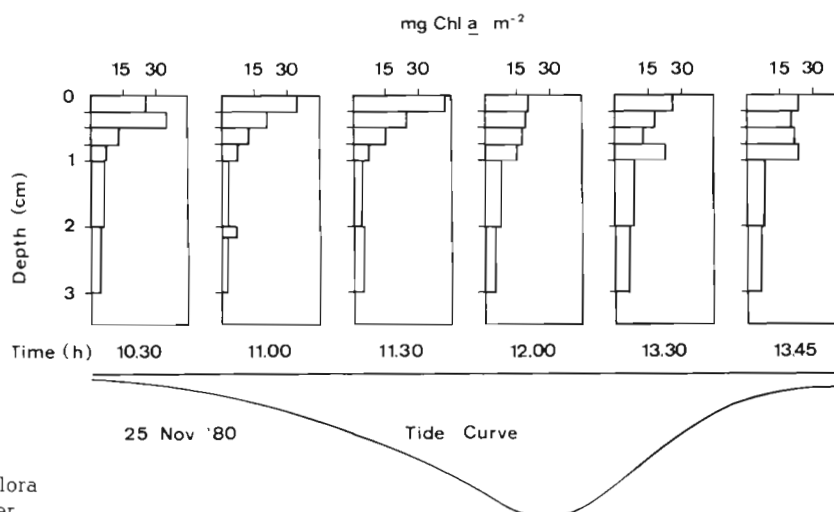 mg Chl a m-2
15 30 15 30 15 30 15 30 15 30 15 30
0
1
2
3
Depth (cm)
Time (h) 10.30 11.00 11.30 12.00 13.30 13.45
25 Nov '80 Tide Curve
lora